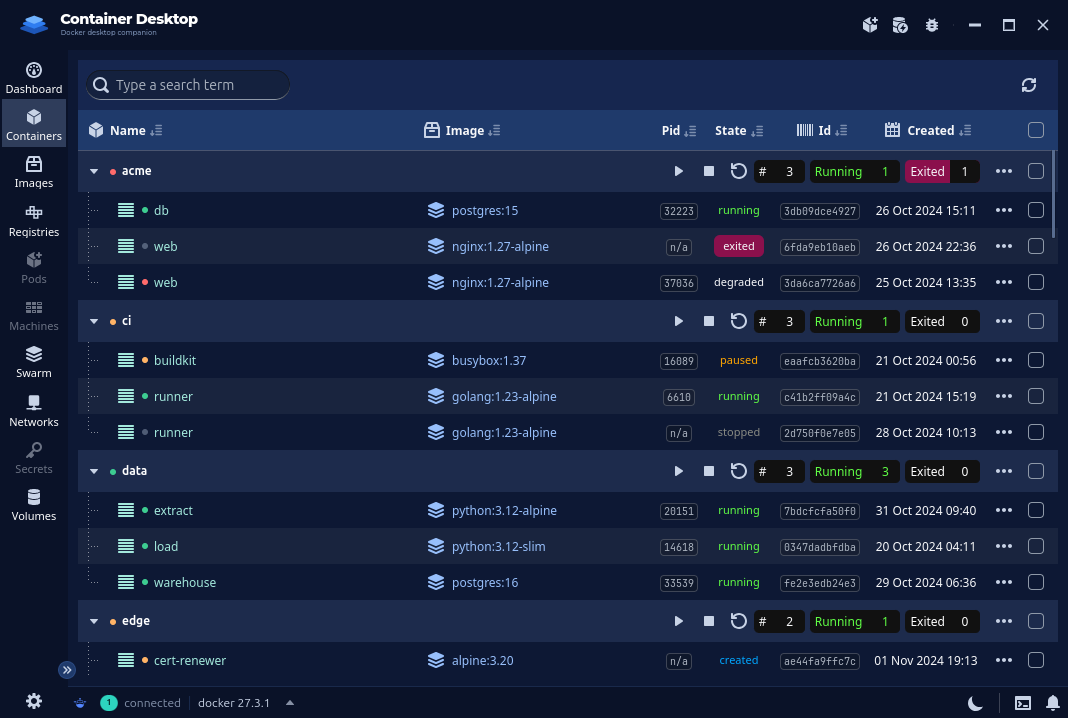 Container Desktop
Docker desktop companion
Dashboard
Containers
Images
Registries
Pods
Machines
Swarm
Networks
Secrets
Volumes
Type a search term
Name Image Pid State Id Created
acme # 3 Running 1 Exited 1
db postgres:15 32223 running 3db09dce4927 26 Oct 2024 15:11
web nginx:1.27-alpine n/a exited 6fda9eb10aeb 26 Oct 2024 22:36
web nginx:1.27-alpine 37036 degraded 3da6ca7726a6 25 Oct 2024 13:35
ci # 3 Running 1 Exited 0
buildkit busybox:1.37 16089 paused eaafcb3620ba 21 Oct 2024 00:56
runner golang:1.23-alpine 6610 running c41b2ff09a4c 21 Oct 2024 15:19
runner golang:1.23-alpine n/a stopped 2d750f0e7e05 28 Oct 2024 10:13
data # 3 Running 3 Exited 0
extract python:3.12-alpine 20151 running 7bdcfcfa50f0 31 Oct 2024 09:40
load python:3.12-slim 14618 running 0347dadbfdba 20 Oct 2024 04:11
warehouse postgres:16 33539 running fe2e3edb24e3 29 Oct 2024 06:36
edge # 2 Running 1 Exited 0
cert-renewer alpine:3.20 n/a created ae44fa9ffc7c 01 Nov 2024 19:13
1 connected docker 27.3.1